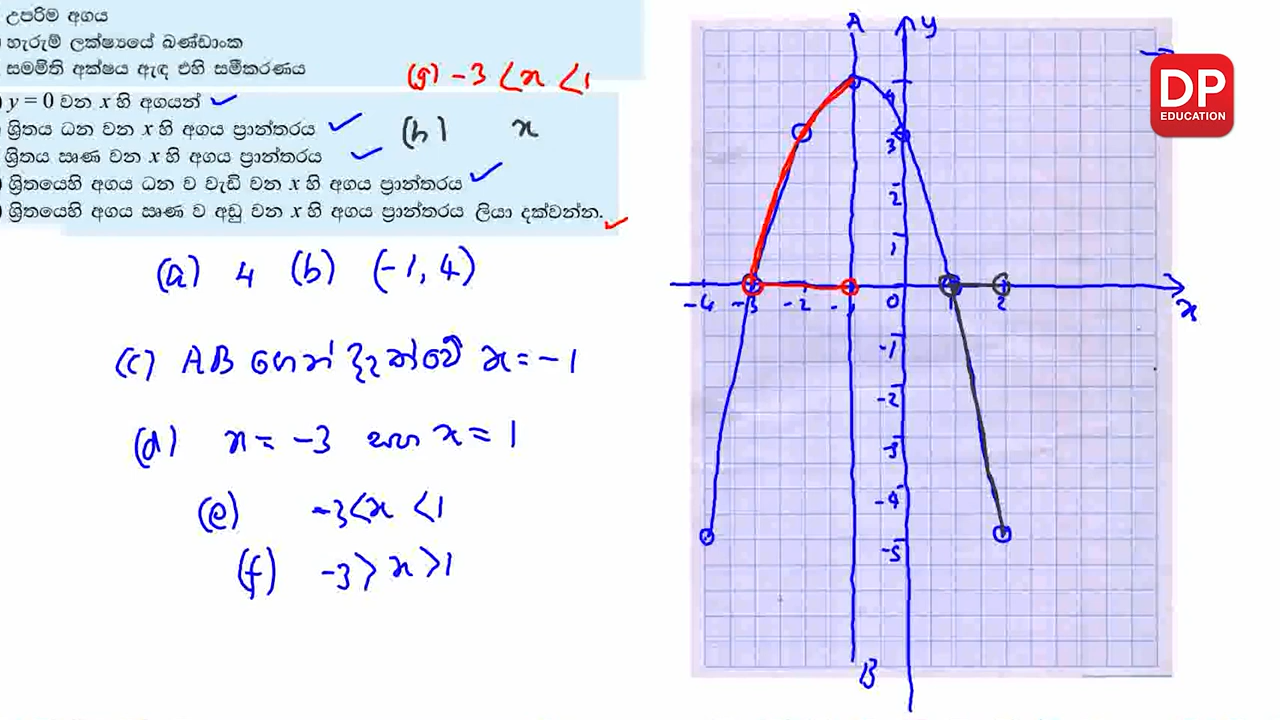 උපරිම අගය
හැරුම් ලක්ෂ්‍යයේ ඛණ්ඩාංක
සමමිති අක්ෂය ඇඳ එහි සමීකරණය
) y = 0 වන x හි අගයන්
ශ්‍රිතය ධන වන x හි අගය ප්‍රාන්තරය
ශ්‍රිතය ඍණ වන x හි අගය ප්‍රාන්තරය
) ශ්‍රිතයෙහි අගය ධන ව වැඩි වන x හි අගය ප්‍රාන්තරය
) ශ්‍රිතයෙහි අගය ඍණ ව අඩු වන x හි අගය ප්‍රාන්තරය ලියා දක්වන්න.
(g) -3 < x < 1
(h) x
(a) 4 (b) (-1, 4)
(c) AB ගෙන් දැක්වේ x = -1
(d) x = -3 සහ x = 1
(e) -3 < x < 1
(f) -3 > x > 1
A y
4
3
2
1
-4 -3 -2 -1 0 1 2 x
-1
-2
-3
-4
-5
B
DP
EDUCATION